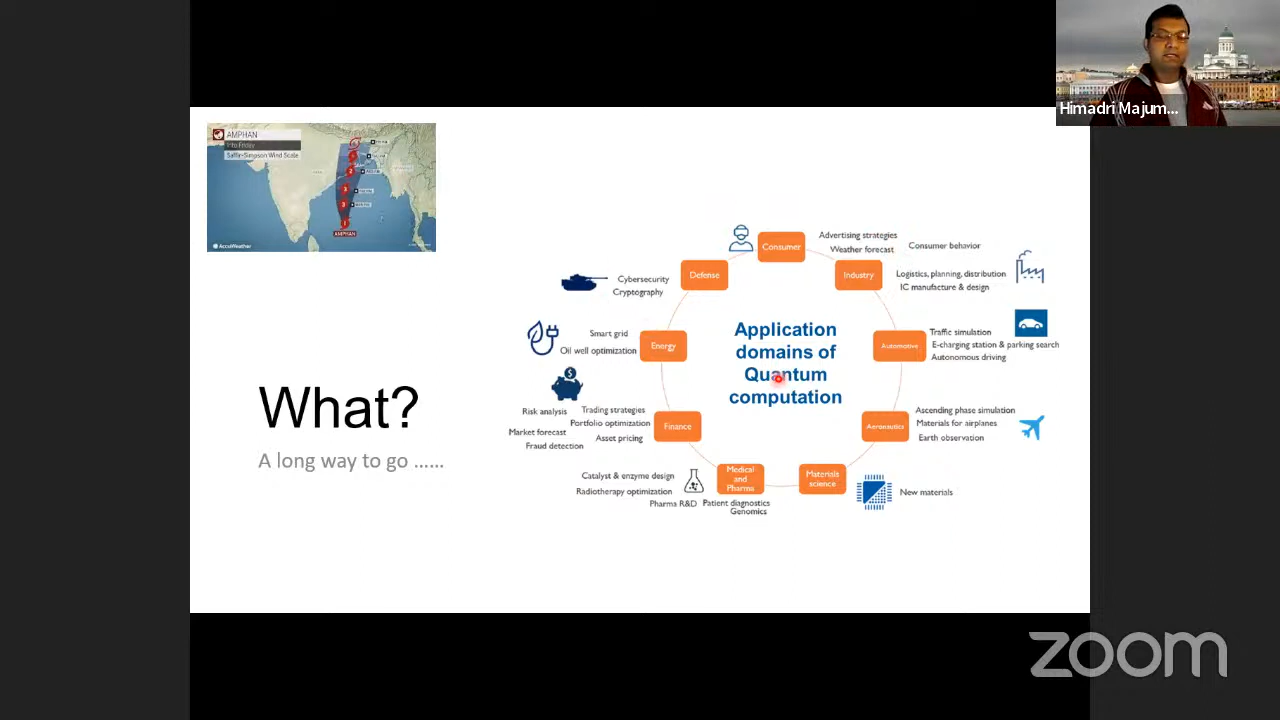 Himadri Majum...
AMPHAN
Into Friday
Saffir-Simpson Wind Scale
AMPHAN
AccuWeather
What?
A long way to go ......
Application
domains of
Quantum
computation
Consumer
Advertising strategies
Weather forecast
Consumer behavior
Industry
Logistics, planning, distribution
IC manufacture & design
Automotive
Traffic simulation
E-charging station & parking search
Autonomous driving
Aeronautics
Ascending phase simulation
Materials for airplanes
Earth observation
Materials
science
New materials
Medical
and
Pharma
Catalyst & enzyme design
Radiotherapy optimization
Pharma R&D
Patient diagnostics
Genomics
Finance
Risk analysis
Trading strategies
Portfolio optimization
Market forecast
Asset pricing
Fraud detection
Energy
Smart grid
Oil well optimization
Defense
Cybersecurity
Cryptography
zoom